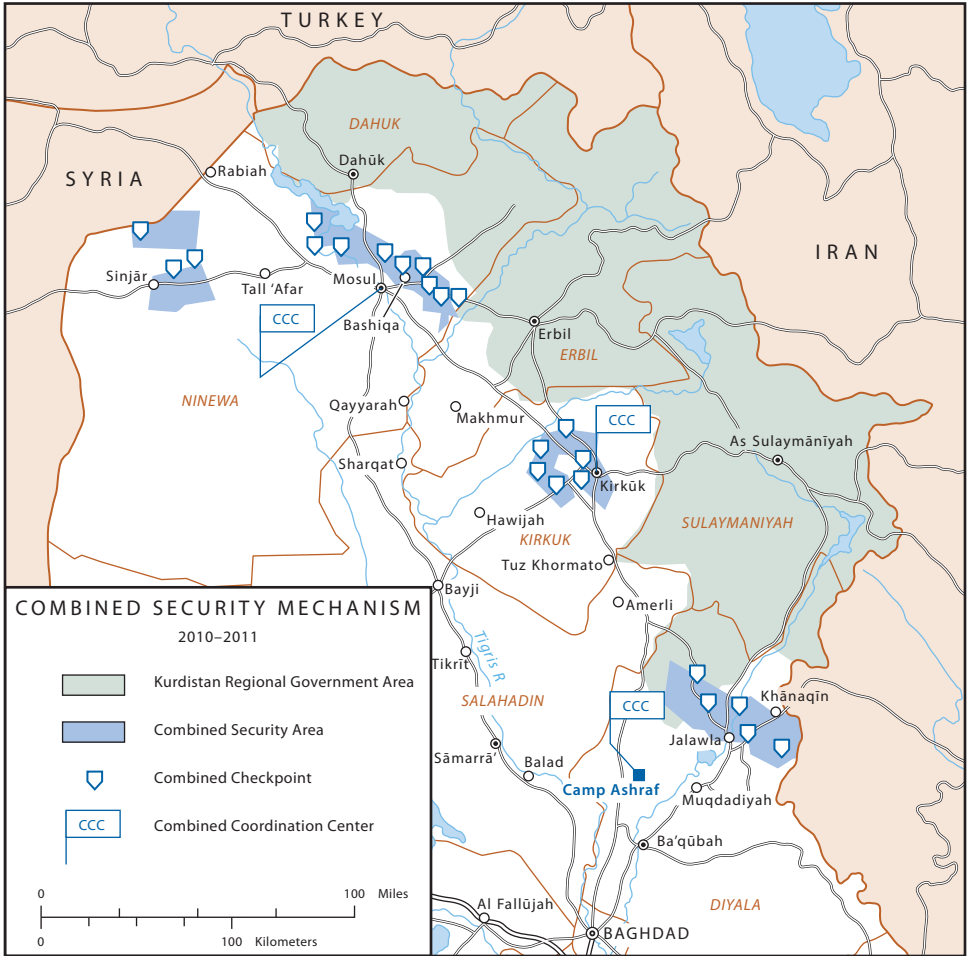 TURKEY
DAHUK
Dahūk
Rabiah
SYRIA
IRAN
Sinjār
Tall ‘Afar
Mosul
Bashiqa
CCC
Erbil
ERBIL
NINEWA
Qayyarah
Makhmur
CCC
As Sulaymānīyah
Sharqat
Kirkūk
Hawijah
KIRKUK
SULAYMANIYAH
Tuz Khormato
Bayji
Amerli
Tigris R
Tikrīt
SALAHADIN
CCC
Khānaqīn
Jalawla
Sāmarrā’
Balad
Camp Ashraf
Muqdadiyah
Ba’qūbah
Al Fallūjah
DIYALA
BAGHDAD
COMBINED SECURITY MECHANISM
2010–2011
Kurdistan Regional Government Area
Combined Security Area
Combined Checkpoint
CCC
Combined Coordination Center
0 100 Miles
0 100 Kilometers